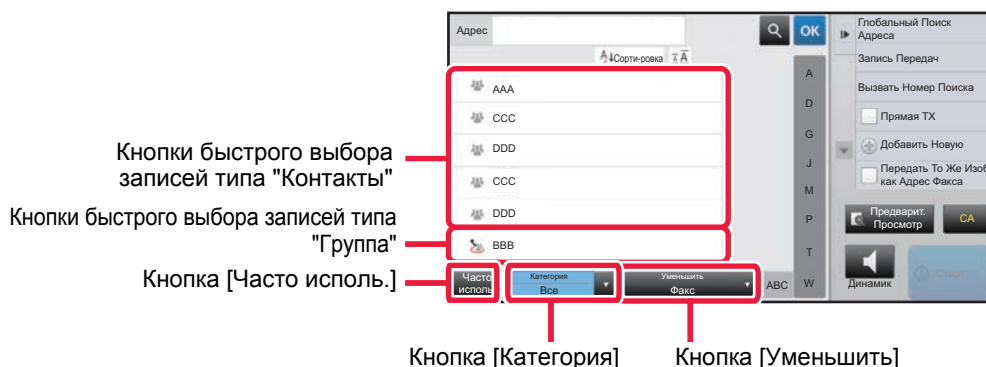 Адрес
OK
Сорти-ровка
AAA
CCC
DDD
CCC
DDD
BBB
A
D
G
J
M
P
T
W
ABC
Часто
исполь
Категория
Все
Уменьшить
Факс
Глобальный Поиск
Адреса
Запись Передач
Вызвать Номер Поиска
Прямая TX
Добавить Новую
Передать То Же Изоб
как Адрес Факса
Предварит.
Просмотр
CA
Динамик
Старт
Кнопки быстрого выбора
записей типа "Контакты"
Кнопки быстрого выбора записей типа
"Группа"
Кнопка [Часто исполь.]
Кнопка [Категория]
Кнопка [Уменьшить]